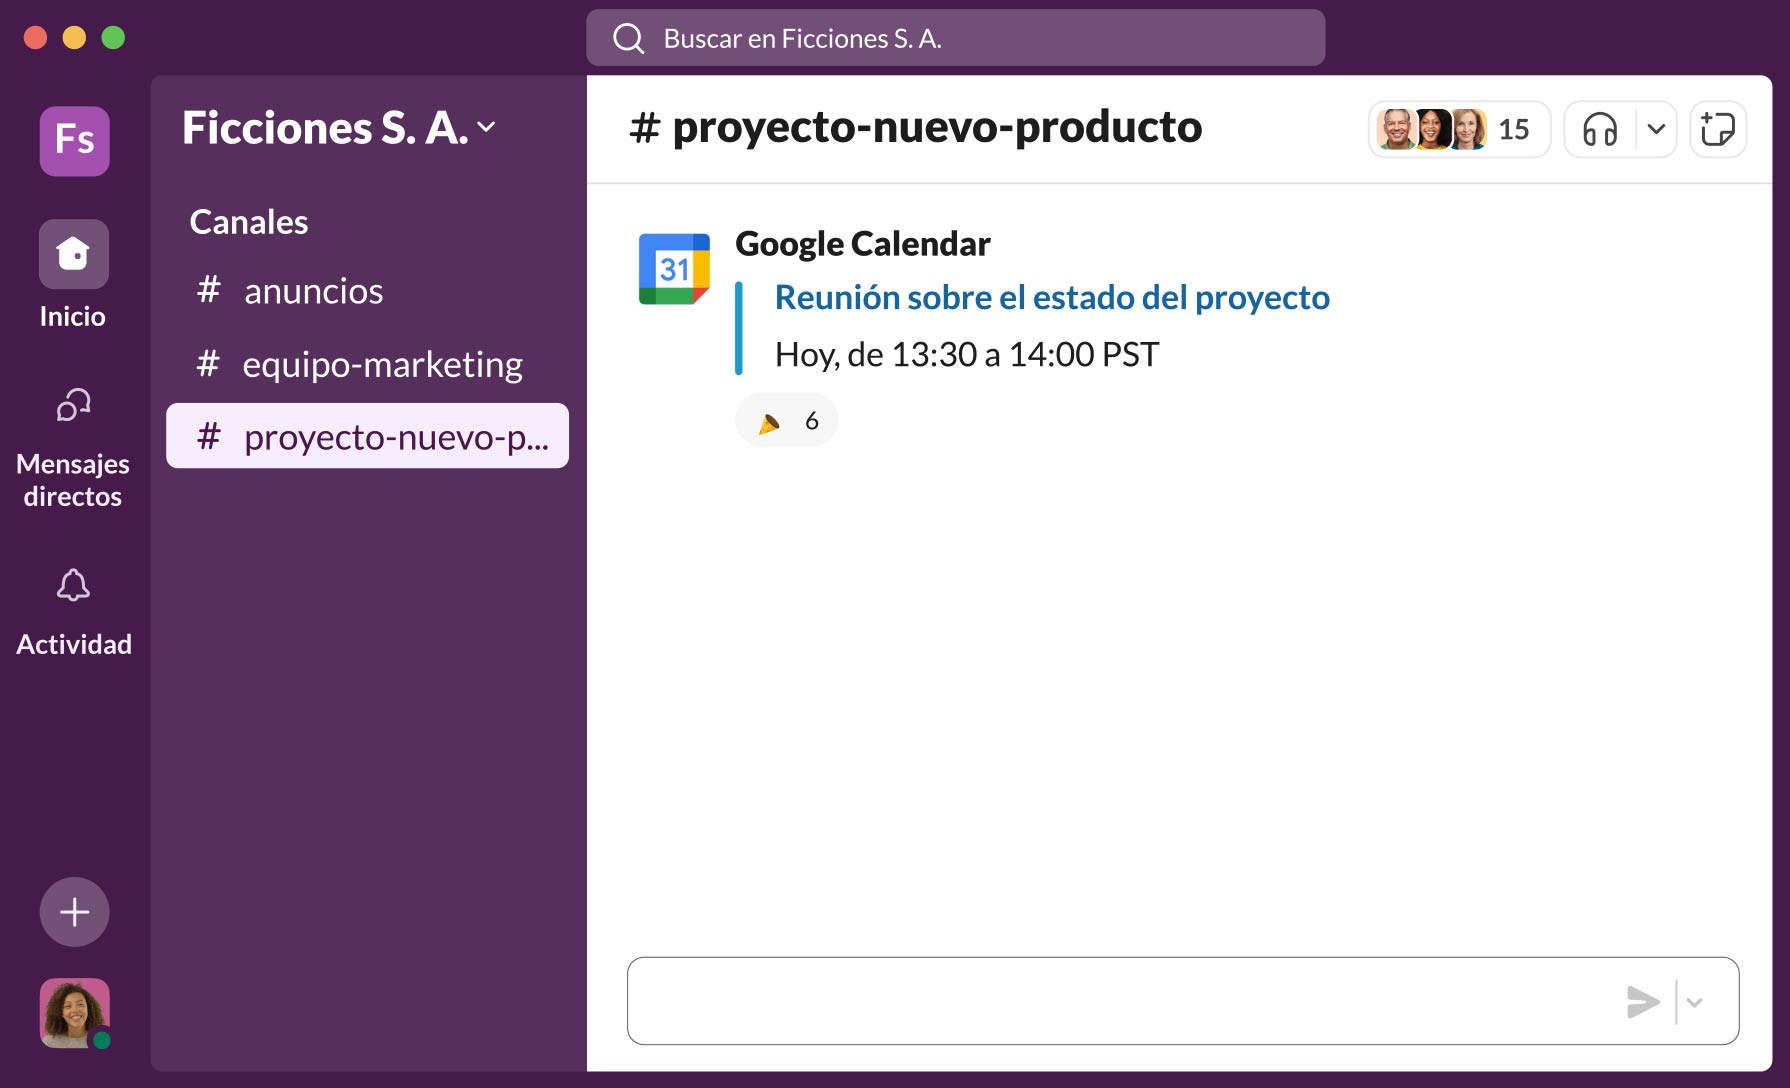 Buscar en Ficciones S. A.
Fs
Inicio
Mensajes
directos
Actividad
Ficciones S. A.
Canales
# anuncios
# equipo-marketing
# proyecto-nuevo-p...
# proyecto-nuevo-producto
15
31
Google Calendar
Reunión sobre el estado del proyecto
Hoy, de 13:30 a 14:00 PST
6